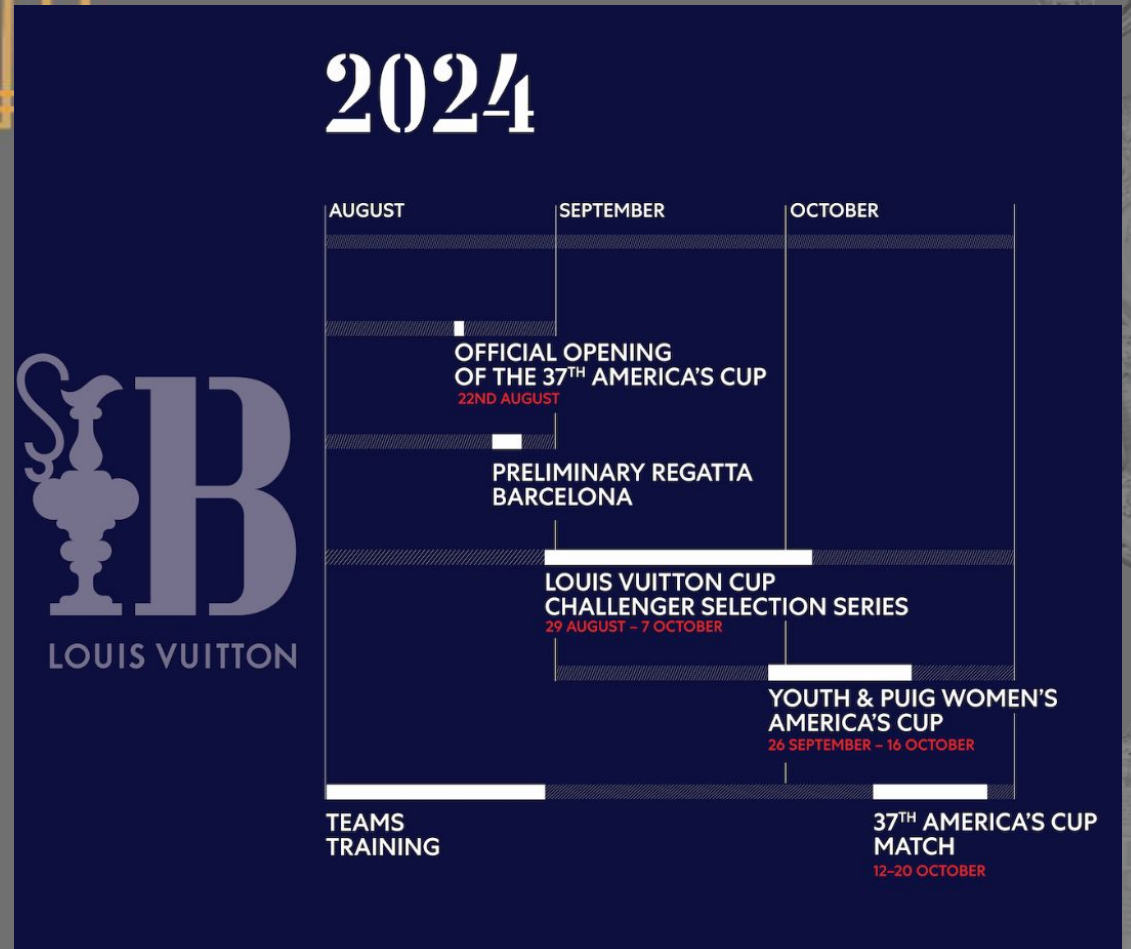 2024
AUGUST
SEPTEMBER
OCTOBER
OFFICIAL OPENING
OF THE 37TH AMERICA'S CUP
22ND AUGUST
PRELIMINARY REGATTA
BARCELONA
LOUIS VUITTON CUP
CHALLENGER SELECTION SERIES
29 AUGUST – 7 OCTOBER
YOUTH & PUIG WOMEN'S
AMERICA'S CUP
26 SEPTEMBER – 16 OCTOBER
TEAMS
TRAINING
37TH AMERICA'S CUP
MATCH
12–20 OCTOBER
B
LOUIS VUITTON